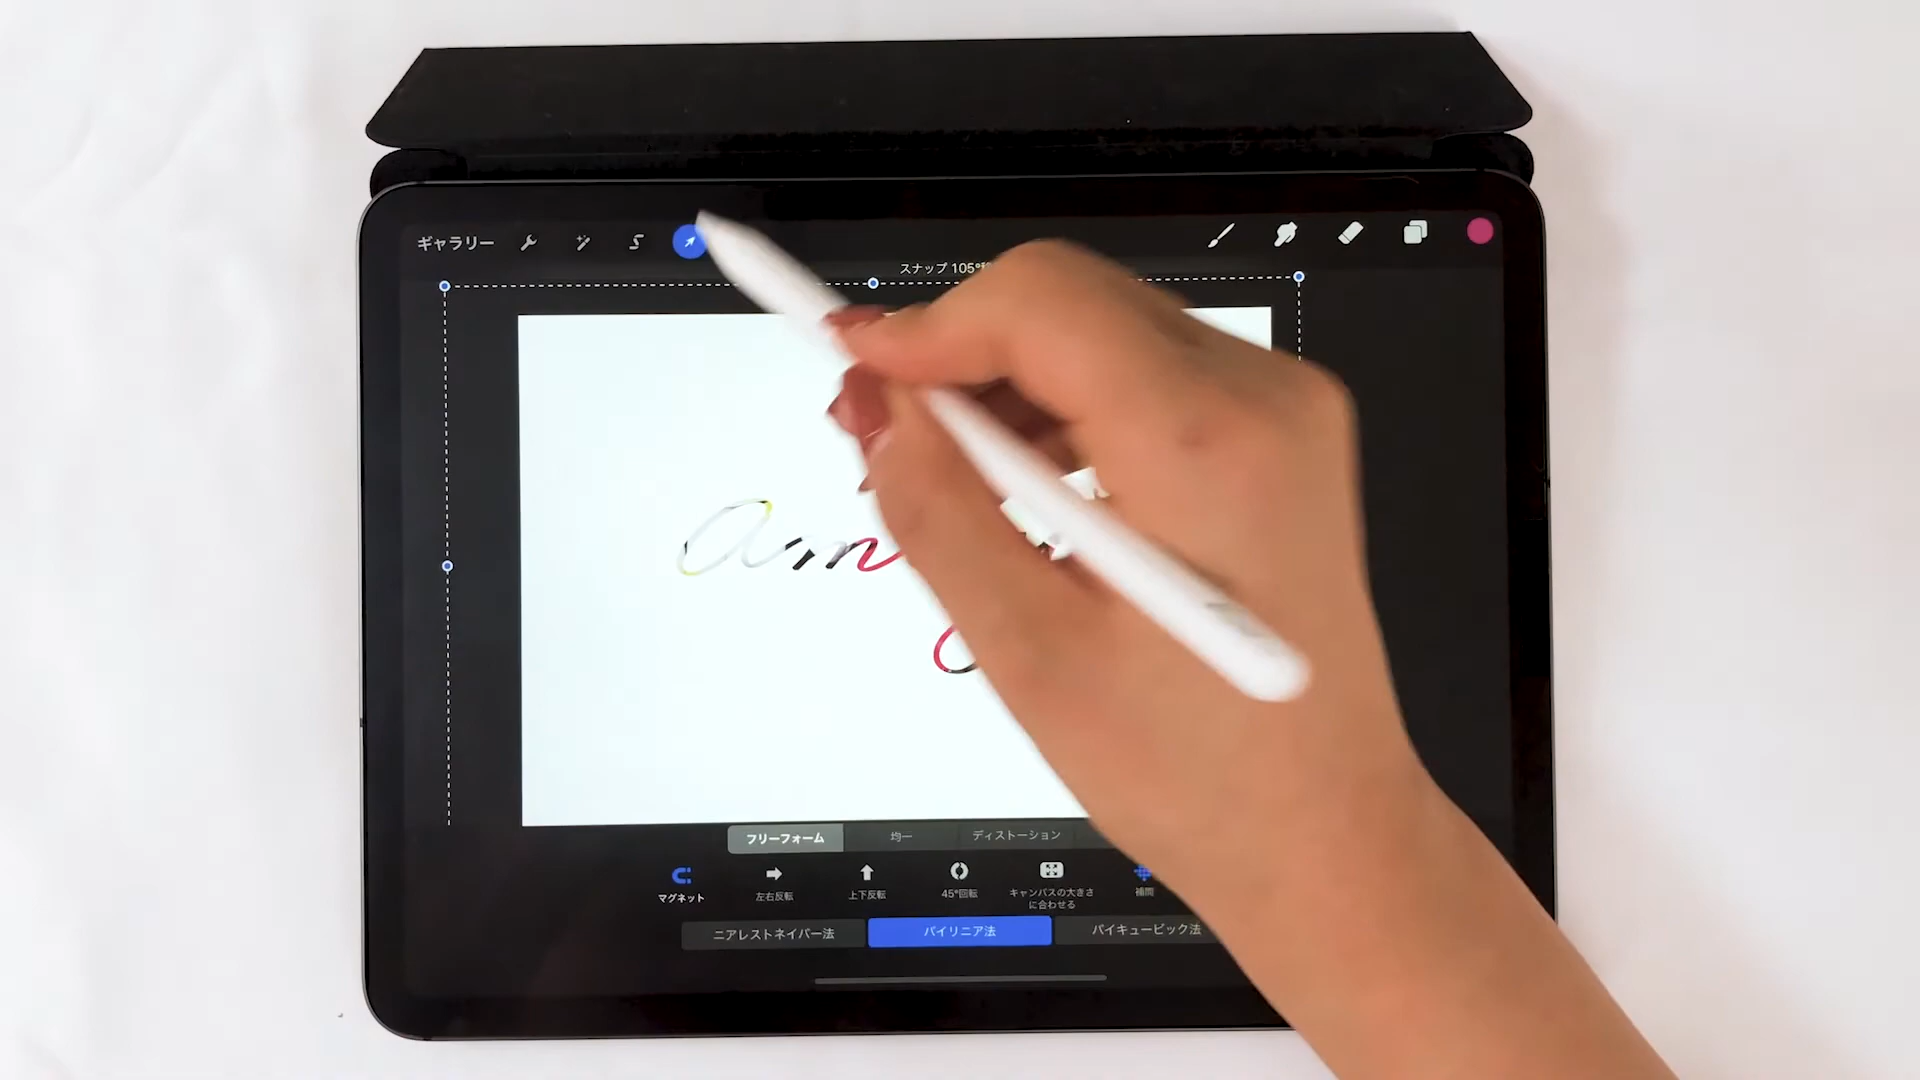 ギャラリー
スナップ 105°
am
フリーフォーム 均一 ディストーション
マグネット 左右反転 上下反転 45°回転 キャンバスの大きさ 補間
に合わせる
ニアレストネイバー法 バイリニア法 バイキュービック法